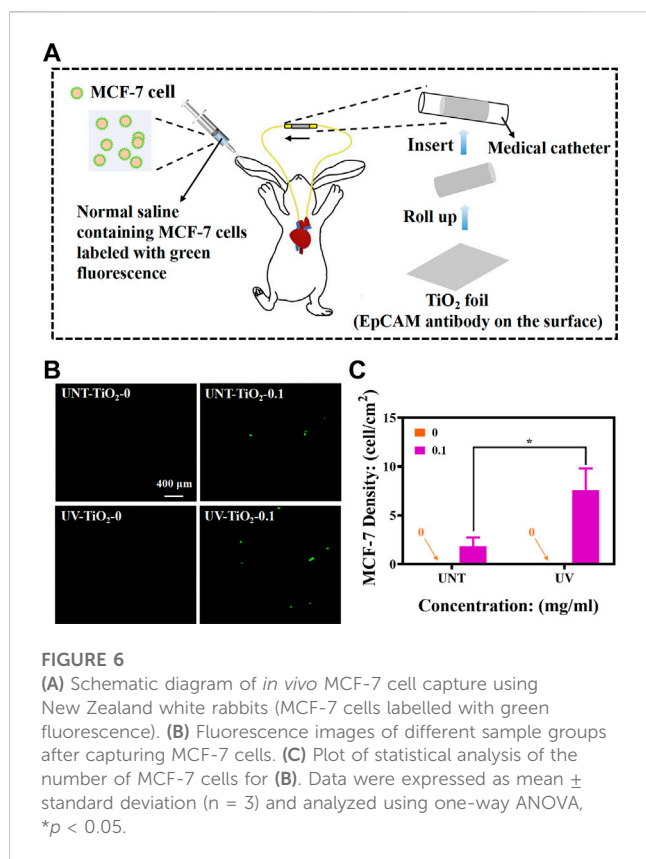 A
MCF-7 cell
Normal saline
containing MCF-7 cells
labeled with green
fluorescence
Insert
Medical catheter
Roll up
TiO₂ foil
(EpCAM antibody on the surface)
B
UNT-TiO₂-0
UNT-TiO₂-0.1
400 µm
UV-TiO₂-0
UV-TiO₂-0.1
C
MCF-7 Density: (cell/cm²)
15
10
5
0
0
0.1
*
0
0
UNT
UV
Concentration: (mg/ml)
FIGURE 6
(A) Schematic diagram of in vivo MCF-7 cell capture using
New Zealand white rabbits (MCF-7 cells labelled with green
fluorescence). (B) Fluorescence images of different sample groups
after capturing MCF-7 cells. (C) Plot of statistical analysis of the
number of MCF-7 cells for (B). Data were expressed as mean ±
standard deviation (n = 3) and analyzed using one-way ANOVA,
*p < 0.05.